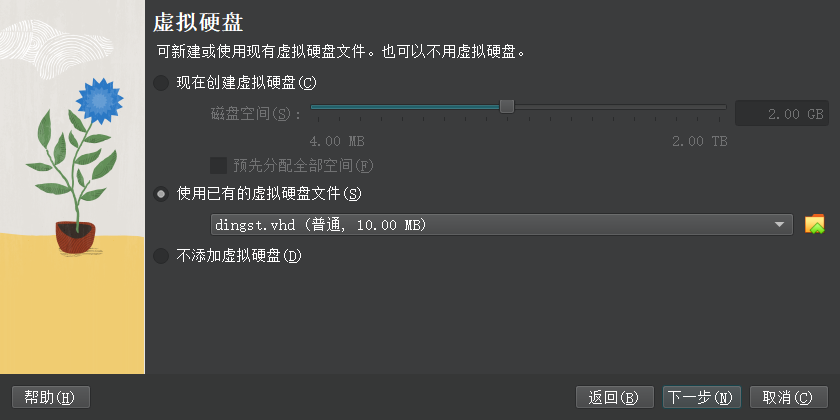 虚拟硬盘
可新建或使用现有虚拟硬盘文件。也可以不用虚拟硬盘。
现在创建虚拟硬盘(C)
磁盘空间(S)： 2.00 GB
4.00 MB 2.00 TB
预先分配全部空间(F)
使用已有的虚拟硬盘文件(S)
dingst.vhd (普通, 10.00 MB)
不添加虚拟硬盘(D)
帮助(H) 返回(B) 下一步(N) 取消(C)